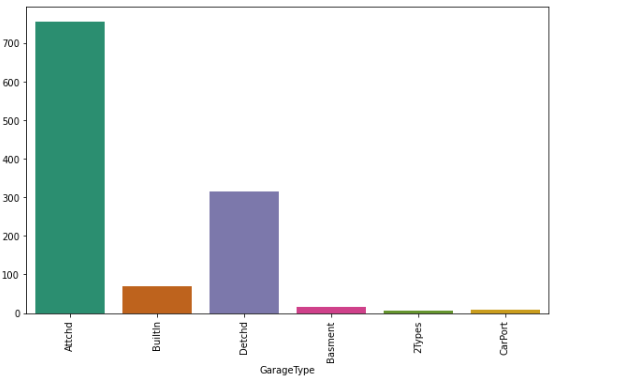 700
600
500
400
300
200
100
0
Attchd
BuiltIn
Detchd
Basment
2Types
CarPort
GarageType